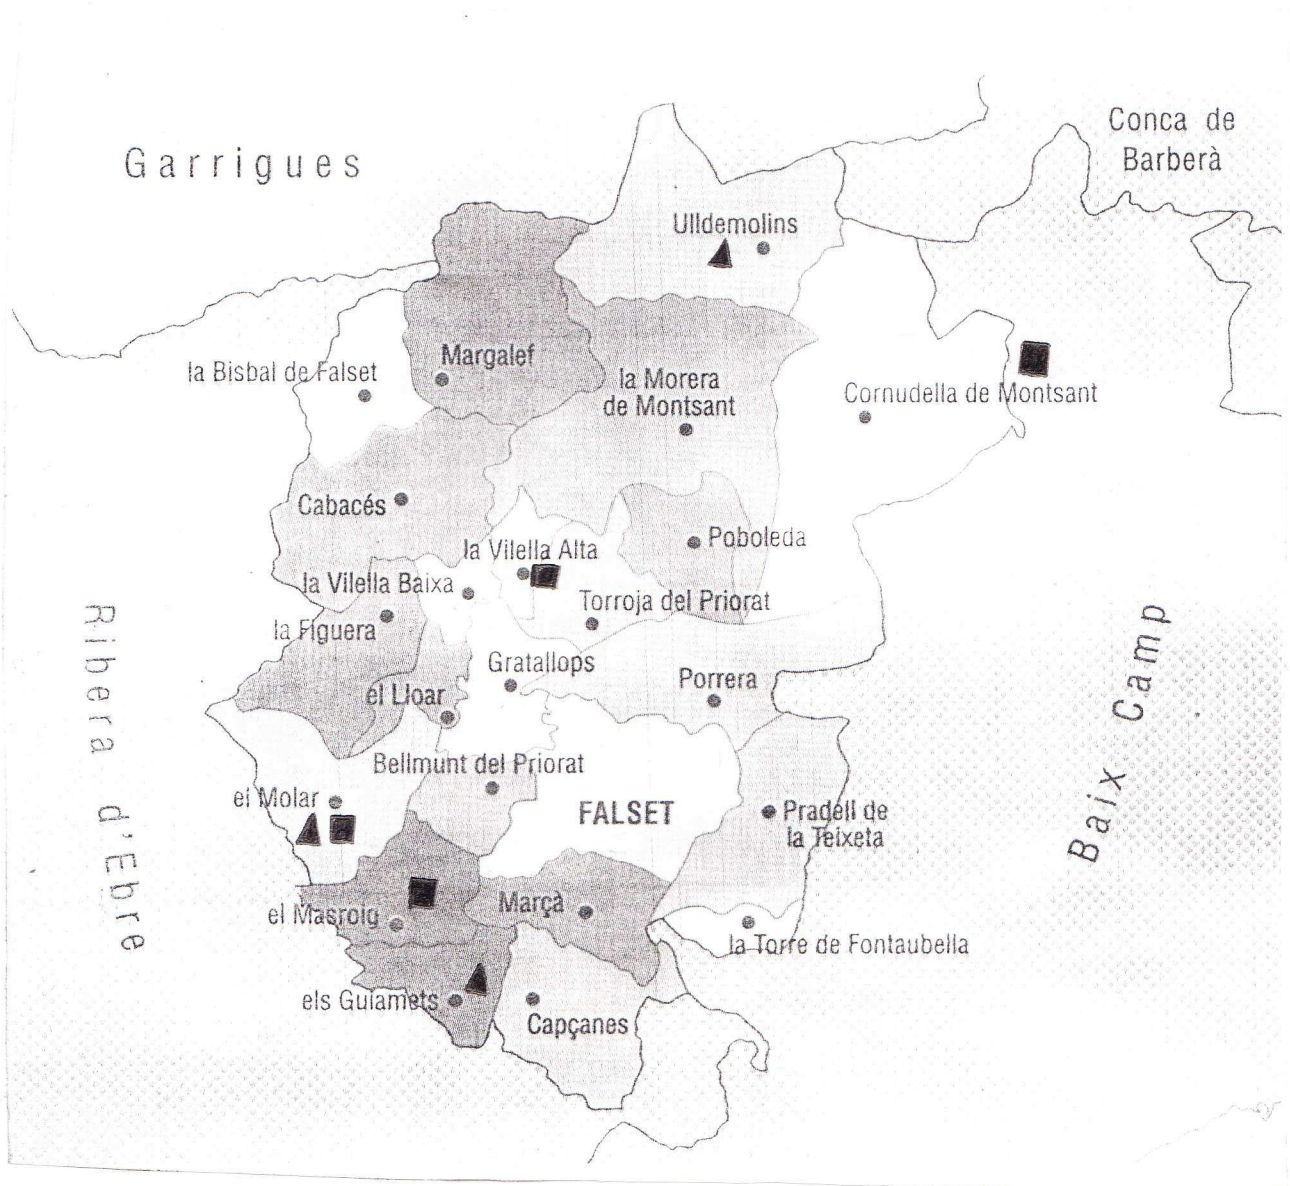 Conca de
Barberà
Garrigues
Ulldemolins
Margalef
la Bisbal de Falset
la Morera
de Montsant
Cornudella de Montsant
Cabacés
Poboleda
la Vilella Alta
la Vilella Baixa
Torroja del Priorat
la Figuera
Gratallops
Porrera
el Lloar
Bellmunt del Priorat
el Molar
FALSET
Pradell de
la Teixeta
Marçà
el Masroig
la Torre de Fontaubella
els Guiamets
Capçanes
Ribera d'Ebre
Baix Camp